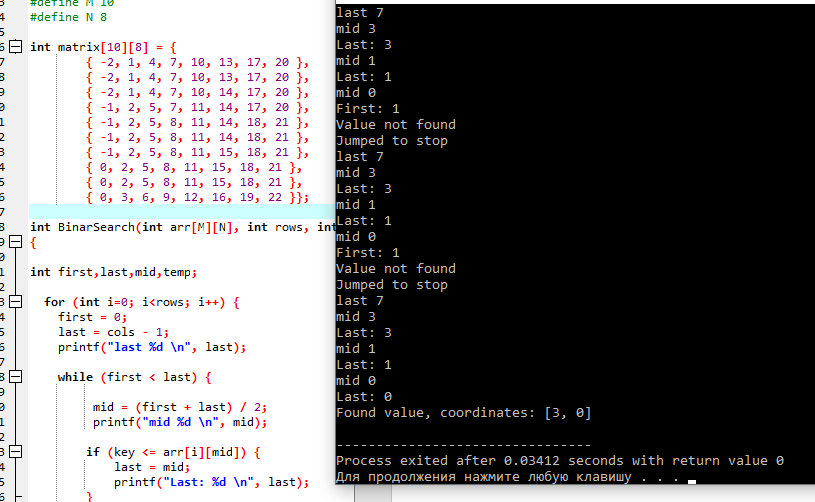 #define M 10
#define N 8
int matrix[10][8] = {
{ -2, 1, 4, 7, 10, 13, 17, 20 },
{ -2, 1, 4, 7, 10, 13, 17, 20 },
{ -2, 1, 4, 7, 10, 14, 17, 20 },
{ -1, 2, 5, 7, 11, 14, 17, 20 },
{ -1, 2, 5, 8, 11, 14, 18, 21 },
{ -1, 2, 5, 8, 11, 14, 18, 21 },
{ -1, 2, 5, 8, 11, 15, 18, 21 },
{ 0, 2, 5, 8, 11, 15, 18, 21 },
{ 0, 2, 5, 8, 11, 15, 18, 21 },
{ 0, 3, 6, 9, 12, 16, 19, 22 }};
int BinarSearch(int arr[M][N], int rows, int
{
int first,last,mid,temp;
for (int i=0; i<rows; i++) {
first = 0;
last = cols - 1;
printf("last %d \n", last);
while (first < last) {
mid = (first + last) / 2;
printf("mid %d \n", mid);
if (key <= arr[i][mid]) {
last = mid;
printf("Last: %d \n", last);
}
last 7
mid 3
Last: 3
mid 1
Last: 1
mid 0
First: 1
Value not found
Jumped to stop
last 7
mid 3
Last: 3
mid 1
Last: 1
mid 0
First: 1
Value not found
Jumped to stop
last 7
mid 3
Last: 3
mid 1
Last: 1
mid 0
Last: 0
Found value, coordinates: [3, 0]
--------------------------------
Process exited after 0.03412 seconds with return value 0
Для продолжения нажмите любую клавишу . . .